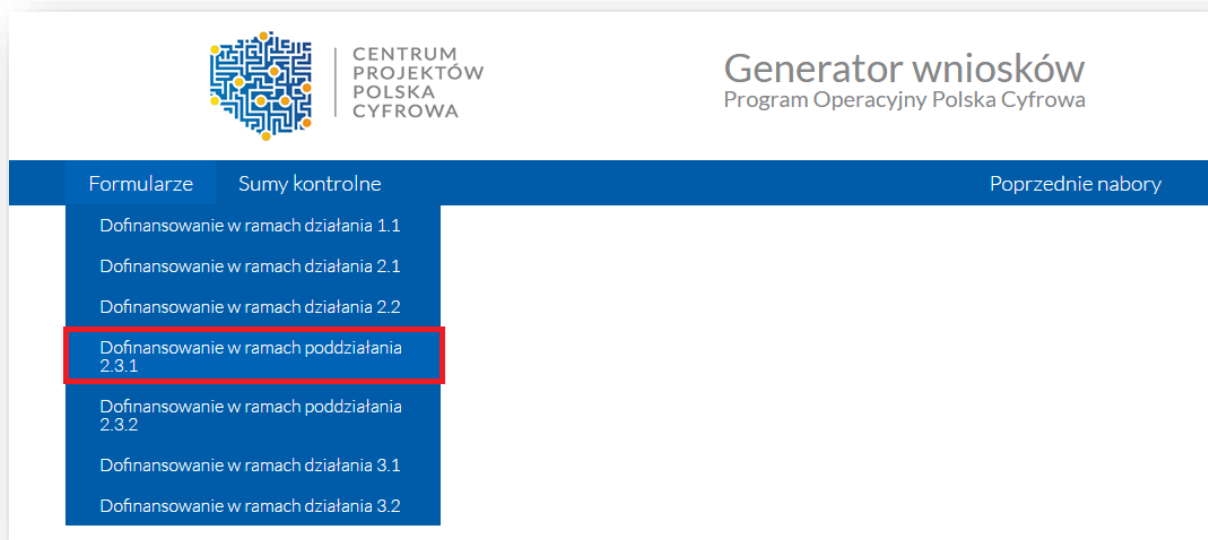 CENTRUM
PROJEKTÓW
POLSKA
CYFROWA
Generator wniosków
Program Operacyjny Polska Cyfrowa
Formularze
Sumy kontrolne
Poprzednie nabory
Dofinansowanie w ramach działania 1.1
Dofinansowanie w ramach działania 2.1
Dofinansowanie w ramach działania 2.2
Dofinansowanie w ramach poddziałania
2.3.1
Dofinansowanie w ramach poddziałania
2.3.2
Dofinansowanie w ramach działania 3.1
Dofinansowanie w ramach działania 3.2